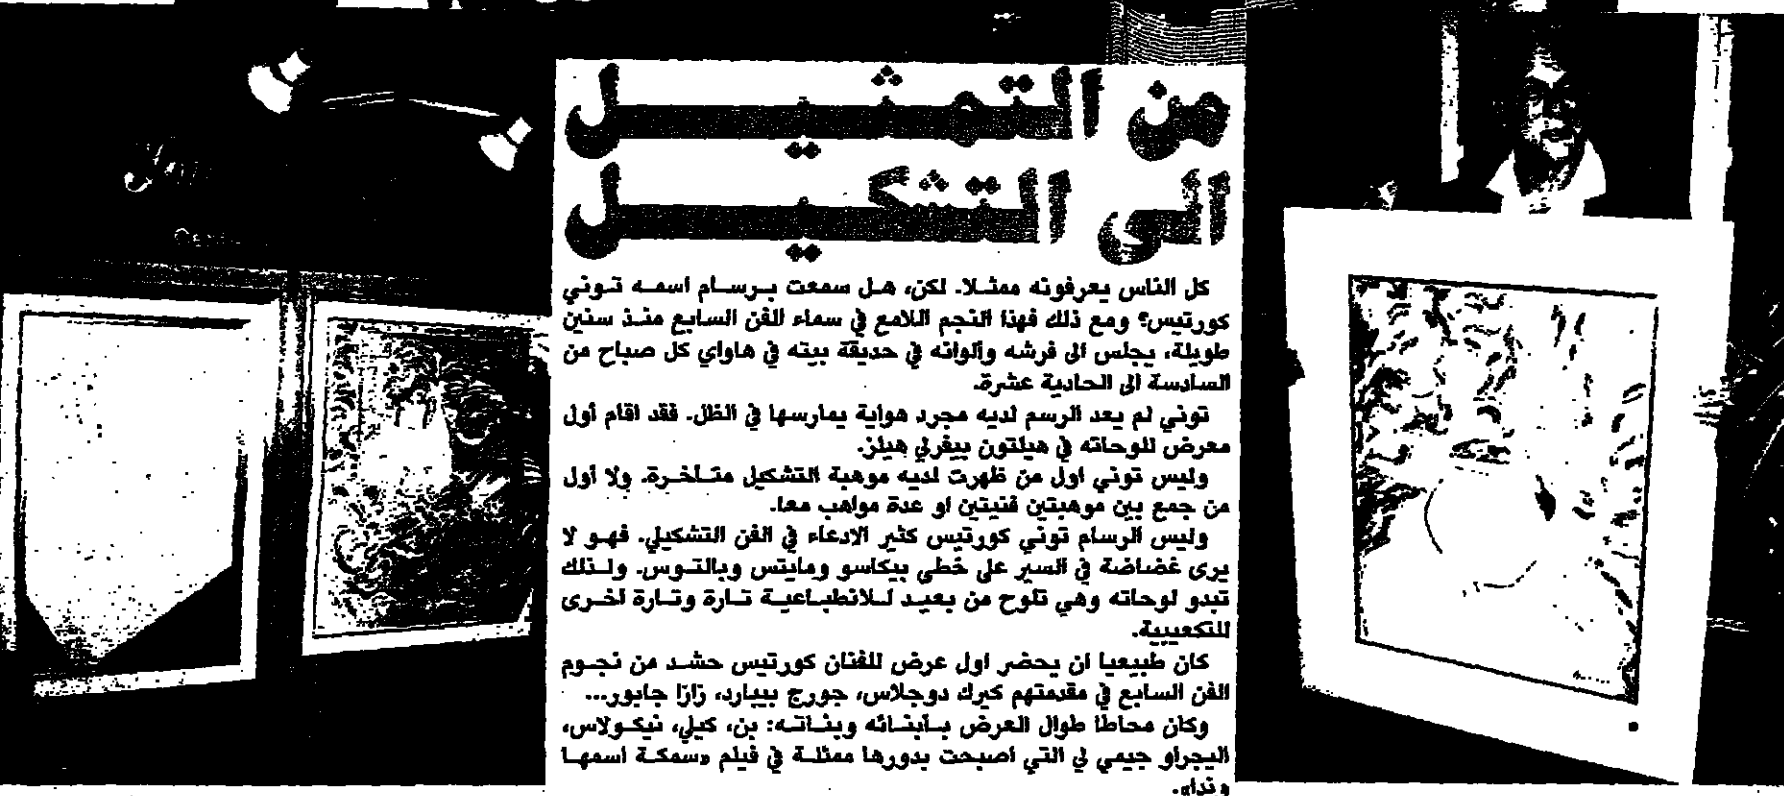 من التمثيل
الى التشكيل
كل الناس يعرفونه ممثلا. لكن، هل سمعت برسام اسمه توني
كورتيس؟ ومع ذلك فهذا النجم اللامع في سماء الفن السابع منذ سنين
طويلة، يجلس الى فرشه وألوانه في حديقة بيته في هاواي كل صباح من
السادسة الى الحادية عشرة.
توني لم يعد الرسم لديه مجرد هواية يمارسها في الظل. فقد اقام أول
معرض للوحاته في هيلتون بيفرلي هيلز.
وليس توني اول من ظهرت لديه موهبة التشكيل متأخرة. ولا أول
من جمع بين موهبتين فنيتين او عدة مواهب معا.
وليس الرسام توني كورتيس كثير الادعاء في الفن التشكيلي. فهو لا
يرى غضاضة في السير على خُطى بيكاسو وماتيس وبالتوس. ولذلك
تبدو لوحاته وهي تلوح من بعيد للانطباعية تارة وتارة اخرى
للتكعيبية.
كان طبيعيا ان يحضر اول عرض للفنان كورتيس حشد من نجوم
الفن السابع في مقدمتهم كيرك دوجلاس، جورج بيبارد، زازا جابور...
وكان محاطا طوال العرض بأبنائه وبناته: بن، كيلي، نيكولاس،
اليجراو جيمي لي التي اصبحت بدورها ممثلة في فيلم «سمكة اسمها
وندا».